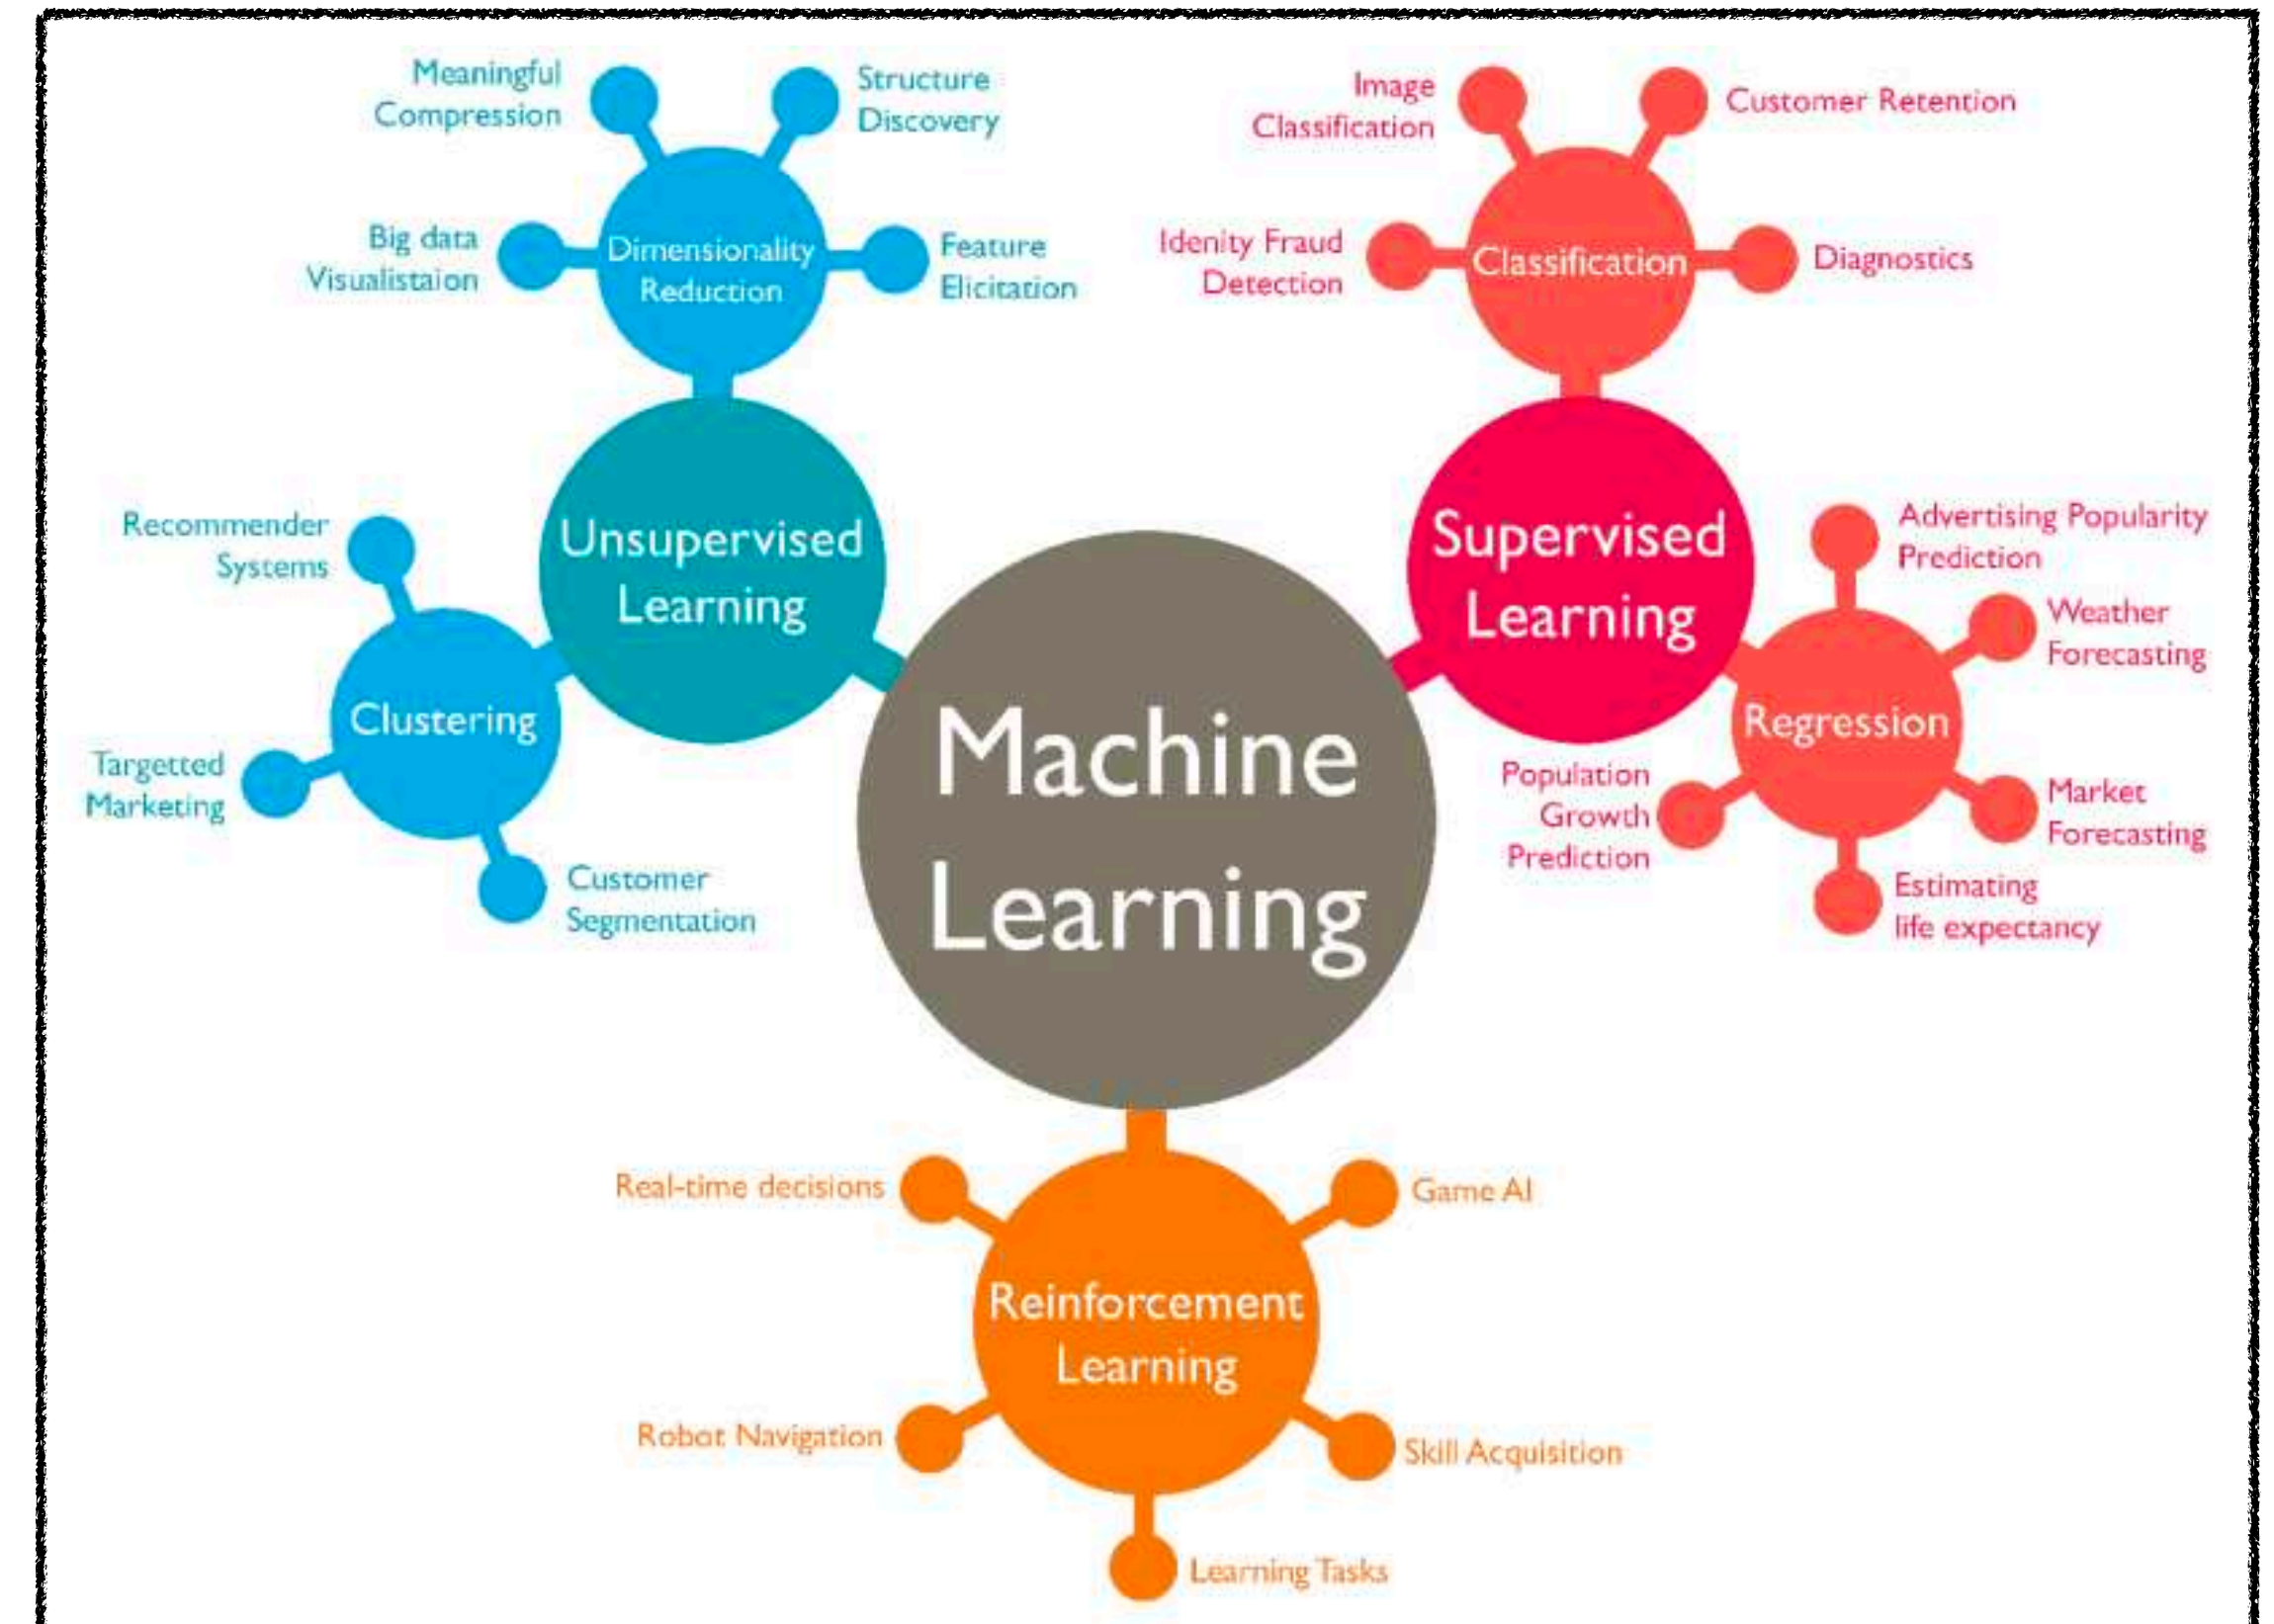 Meaningful
Compression
Structure
Discovery
Big data
Visualistaion
Dimensionality
Reduction
Feature
Elicitation
Image
Classification
Customer Retention
Idenity Fraud
Detection
Classification
Diagnostics
Unsupervised
Learning
Recommender
Systems
Clustering
Targetted
Marketing
Customer
Segmentation
Machine
Learning
Supervised
Learning
Advertising Popularity
Prediction
Weather
Forecasting
Regression
Population
Growth
Prediction
Market
Forecasting
Estimating
life expectancy
Real-time decisions
Game AI
Reinforcement
Learning
Robot Navigation
Skill Acquisition
Learning Tasks